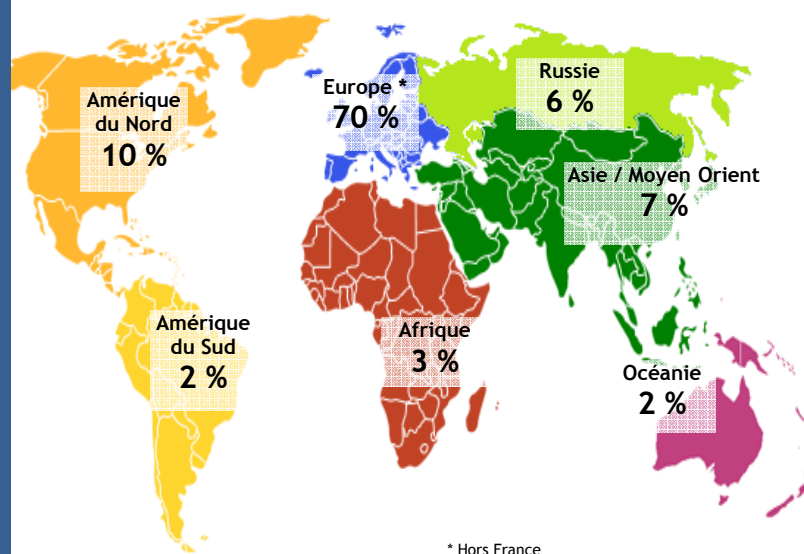 Amérique
du Nord
10 %
Europe *
70 %
Russie
6 %
Asie / Moyen Orient
7 %
Amérique
du Sud
2 %
Afrique
3 %
Océanie
2 %
* Hors France